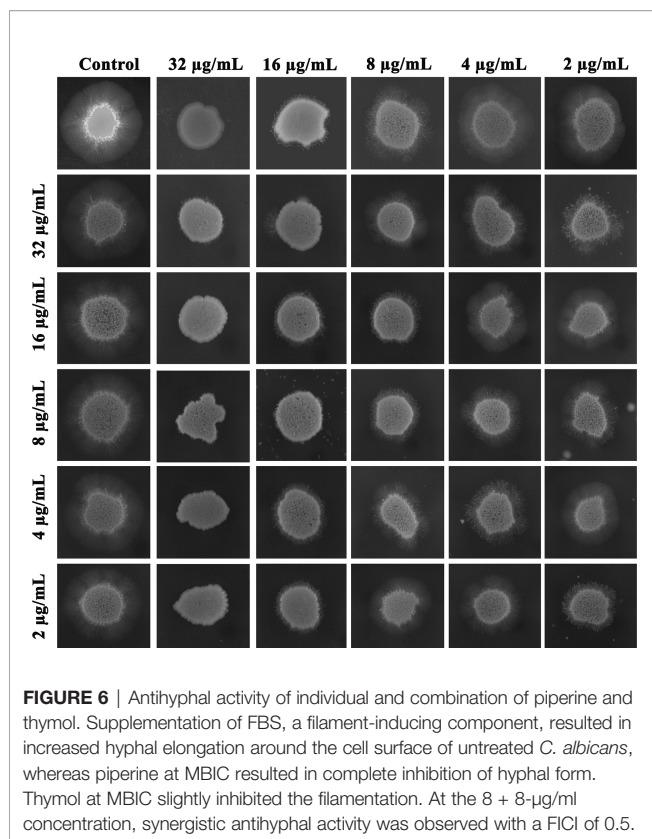 Control 32 µg/mL 16 µg/mL 8 µg/mL 4 µg/mL 2 µg/mL
32 µg/mL
16 µg/mL
8 µg/mL
4 µg/mL
2 µg/mL
FIGURE 6 | Antihyphal activity of individual and combination of piperine and
thymol. Supplementation of FBS, a filament-inducing component, resulted in
increased hyphal elongation around the cell surface of untreated C. albicans,
whereas piperine at MBIC resulted in complete inhibition of hyphal form.
Thymol at MBIC slightly inhibited the filamentation. At the 8 + 8-µg/ml
concentration, synergistic antihyphal activity was observed with a FICI of 0.5.